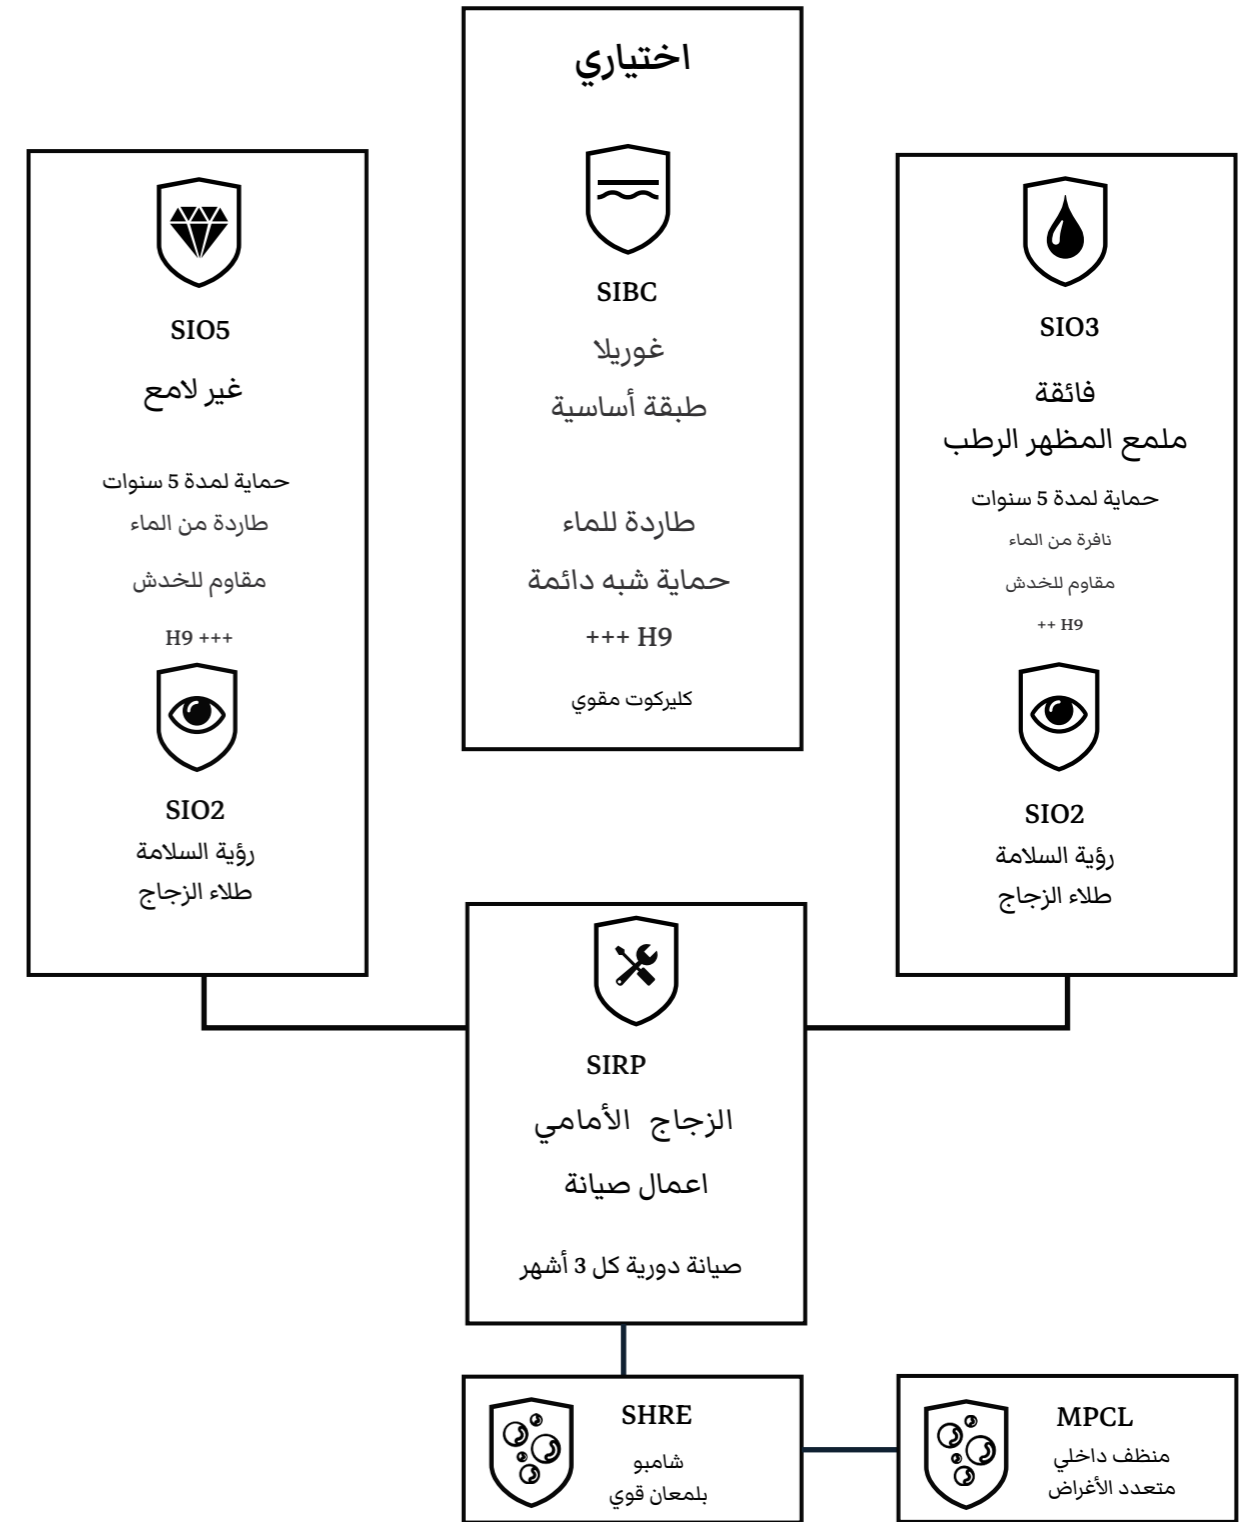 اختياري
SIBC
غوريلا
طبقة أساسية
طاردة للماء
حماية شبه دائمة
+++ H9
كليركوت مقوي
SIO3
فائقة
ملمع المظهر الرطب
حماية لمدة 5 سنوات
نافرة من الماء
مقاوم للخدش
++ H9
SIO2
رؤية السلامة
طلاء الزجاج
SIO5
غير لامع
حماية لمدة 5 سنوات
طاردة من الماء
مقاوم للخدش
H9 +++
SIO2
رؤية السلامة
طلاء الزجاج
SIRP
الزجاج الأمامي
اعمال صيانة
صيانة دورية كل 3 أشهر
SHRE
شامبو
بلمعان قوي
MPCL
منظف داخلي
متعدد الأغراض